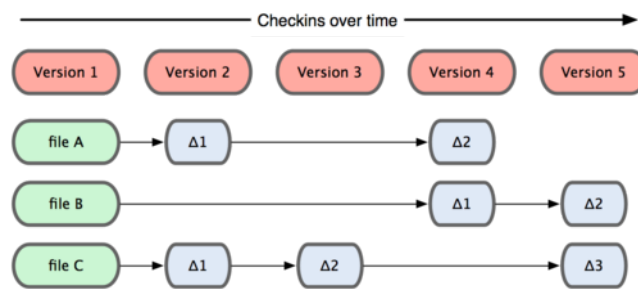 Checkins over time
Version 1 Version 2 Version 3 Version 4 Version 5
file A Δ1 Δ2
file B Δ1 Δ2
file C Δ1 Δ2 Δ3